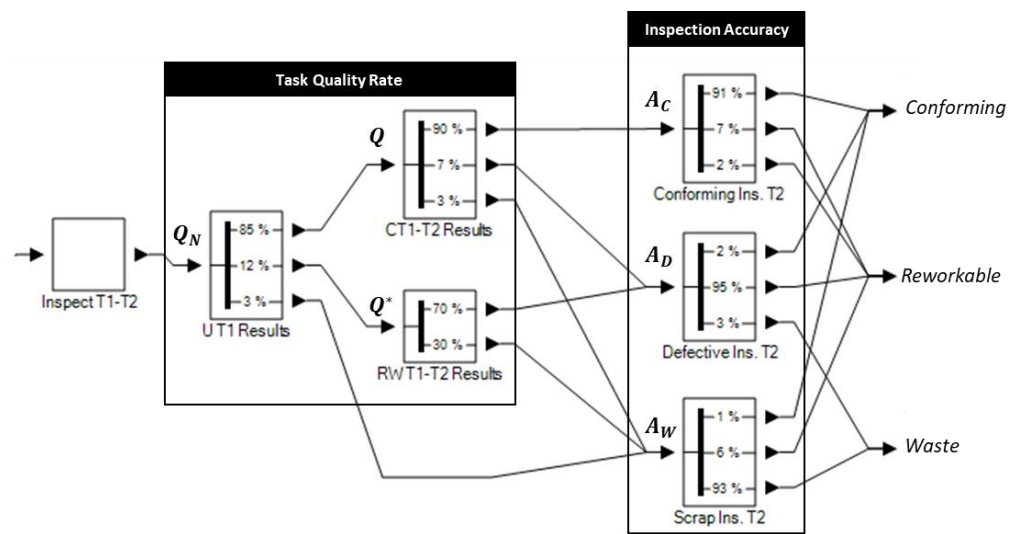 Inspection Accuracy
Task Quality Rate
A_C
91 %
7 %
2 %
Conforming Ins. T2
Conforming
Q
90 %
7 %
3 %
CT1-T2 Results
Q_N
85 %
12 %
3 %
U T1 Results
Inspect T1-T2
A_D
2 %
95 %
3 %
Defective Ins. T2
Reworkable
Q*
70 %
30 %
RW T1-T2 Results
A_W
1 %
6 %
93 %
Scrap Ins. T2
Waste